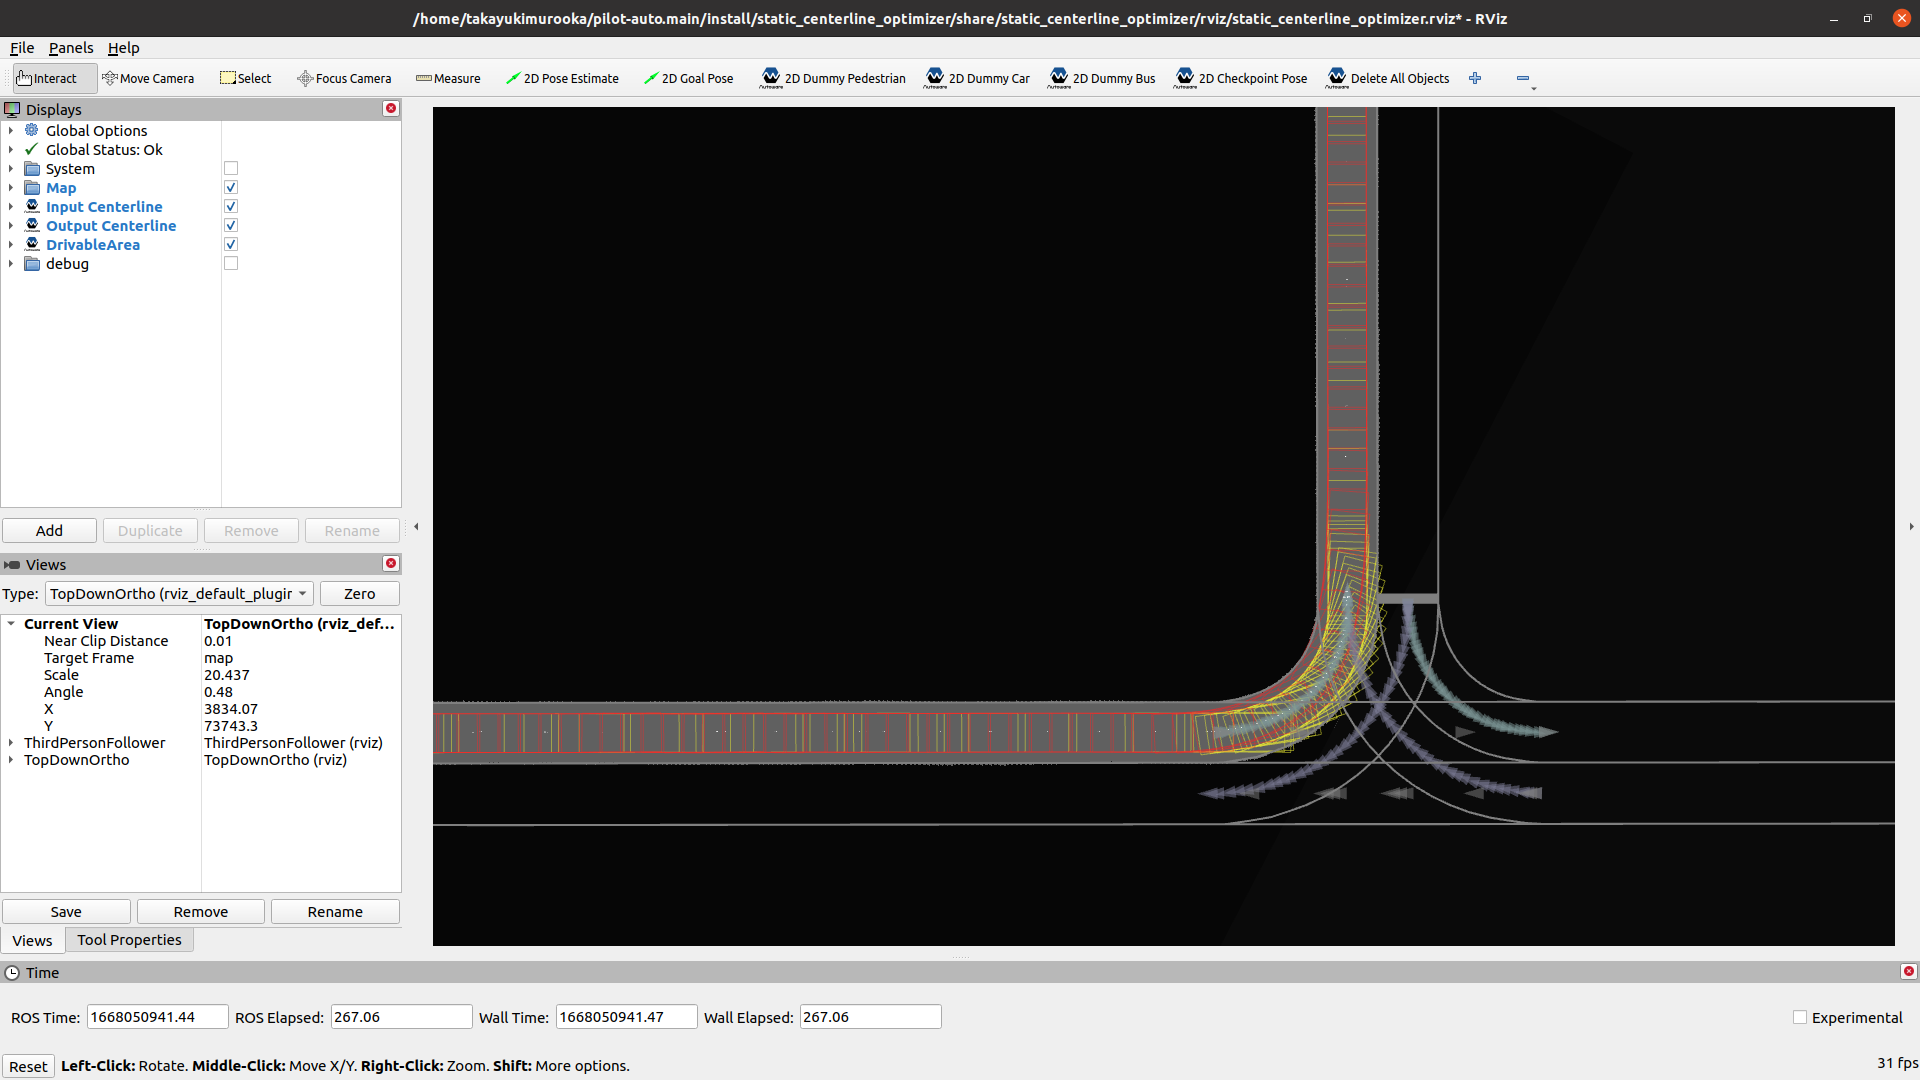 /home/takayukimurooka/pilot-auto.main/install/static_centerline_optimizer/share/static_centerline_optimizer/rviz/static_centerline_optimizer.rviz* - RViz
File Panels Help
Interact Move Camera Select Focus Camera Measure 2D Pose Estimate 2D Goal Pose 2D Dummy Pedestrian 2D Dummy Car 2D Dummy Bus 2D Checkpoint Pose Delete All Objects
Displays
Global Options
Global Status: Ok
System
Map
Input Centerline
Output Centerline
DrivableArea
debug
Add Duplicate Remove Rename
Views
Type: TopDownOrtho (rviz_default_plugir Zero
Current View TopDownOrtho (rviz_def...
Near Clip Distance 0.01
Target Frame map
Scale 20.437
Angle 0.48
X 3834.07
Y 73743.3
ThirdPersonFollower ThirdPersonFollower (rviz)
TopDownOrtho TopDownOrtho (rviz)
Save Remove Rename
Views Tool Properties
Time
ROS Time: 1668050941.44 ROS Elapsed: 267.06 Wall Time: 1668050941.47 Wall Elapsed: 267.06 Experimental
Reset Left-Click: Rotate. Middle-Click: Move X/Y. Right-Click: Zoom. Shift: More options. 31 fps